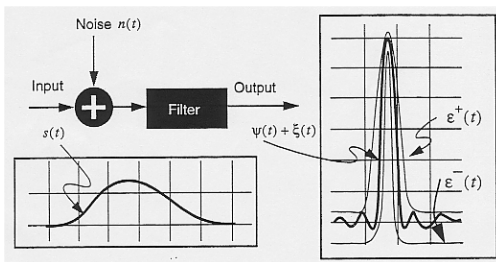 Noise n(t)
Input
Output
+
Filter
s(t)
ψ(t) + ξ(t)
ε⁺(t)
ε⁻(t)